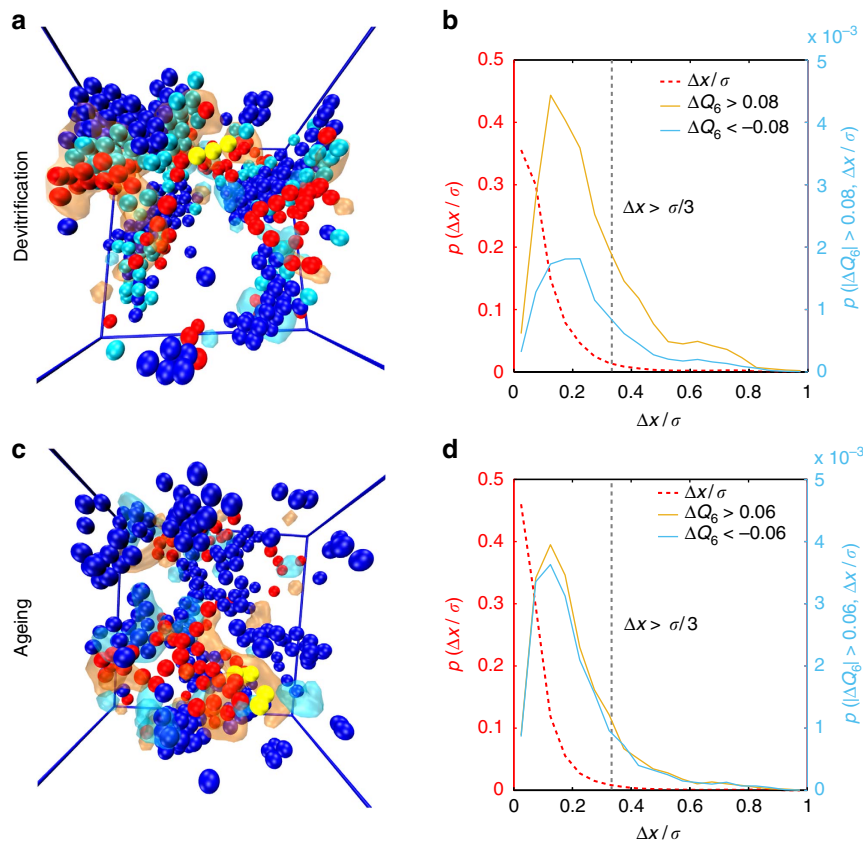 a
Devitrification
b
× 10⁻³
0.5
0.4
0.3
0.2
0.1
0
p (Δx / σ)
Δx/σ
ΔQ₆ > 0.08
ΔQ₆ < –0.08
Δx > σ/3
5
4
3
2
1
0
p (|ΔQ₆| > 0.08, Δx / σ)
0 0.2 0.4 0.6 0.8 1
Δx/σ
c
Ageing
d
× 10⁻³
0.5
0.4
0.3
0.2
0.1
0
p (Δx / σ)
Δx/σ
ΔQ₆ > 0.06
ΔQ₆ < –0.06
Δx > σ/3
5
4
3
2
1
0
p (|ΔQ₆| > 0.06, Δx / σ)
0 0.2 0.4 0.6 0.8 1
Δx/σ